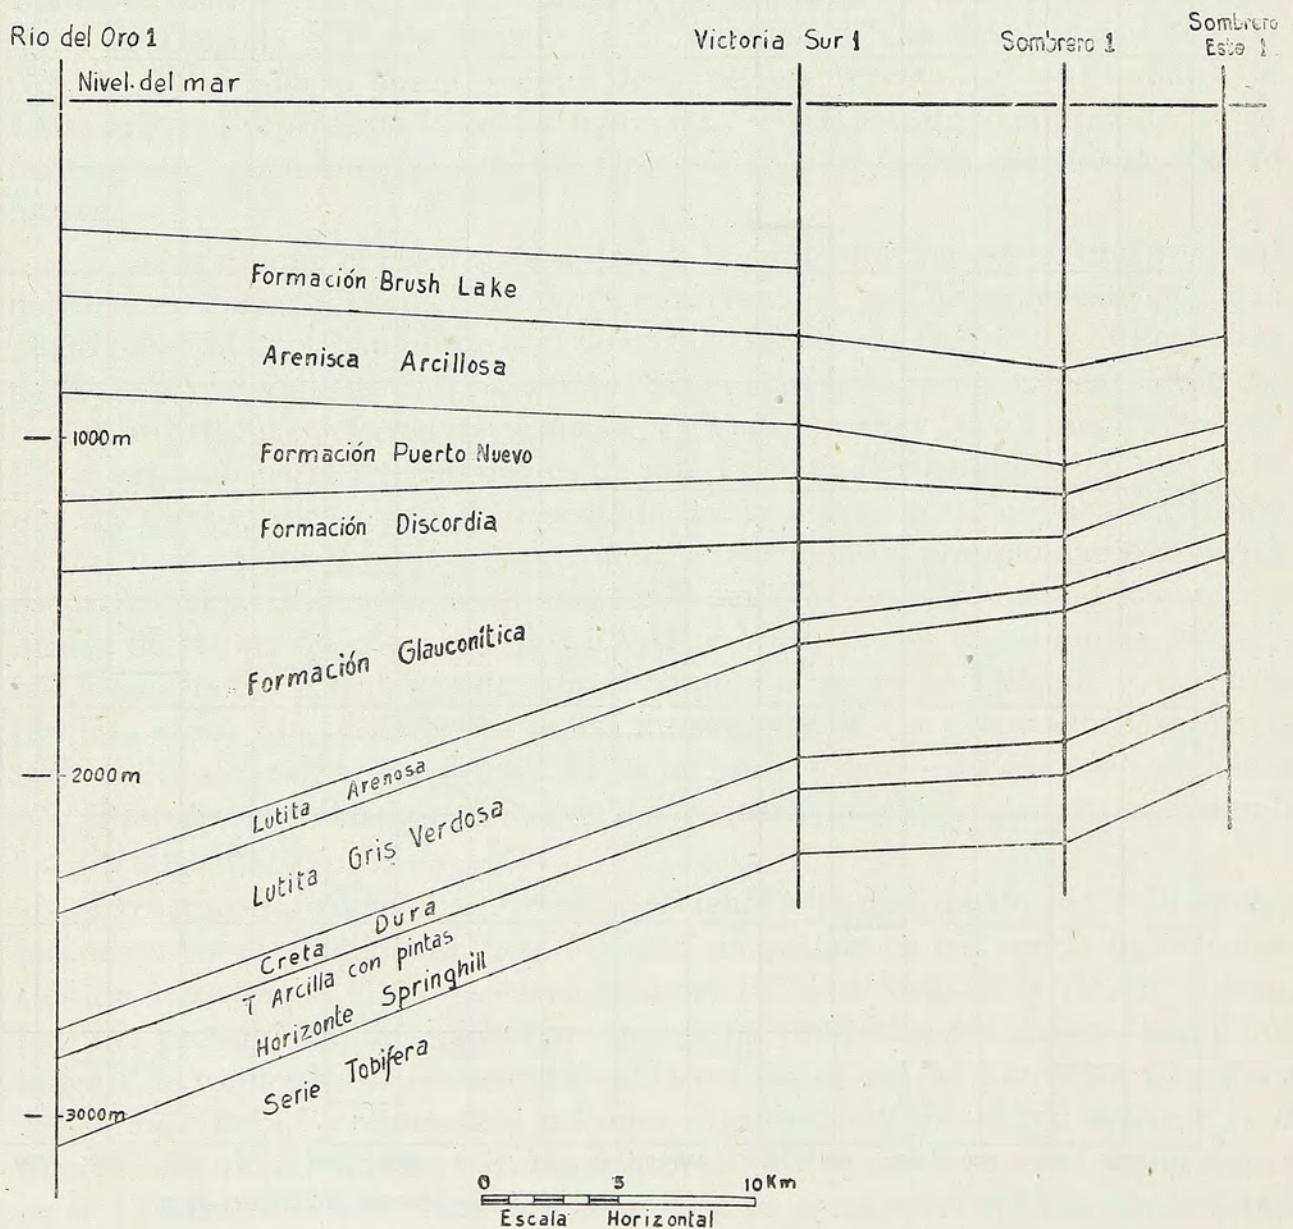 Rio del Oro 1
Victoria Sur 1
Sombrero 1
Sombrero
Este 1
Nivel del mar
Formación Brush Lake
Arenisca Arcillosa
1000m
Formación Puerto Nuevo
Formación Discordia
Formación Glauconítica
2000m
Lutita Arenosa
Lutita Gris Verdosa
Creta Dura
T Arcilla con pintas
Horizonte Springhill
Serie Tobifera
3000m
0 5 10Km
Escala Horizontal